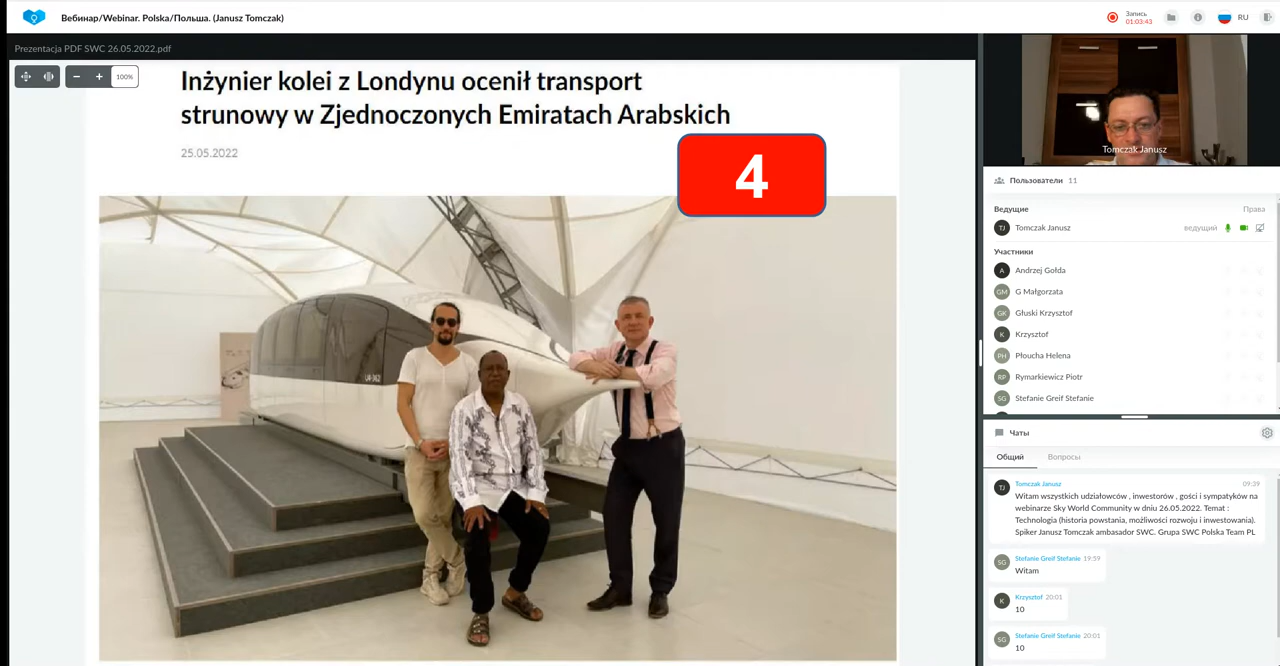 Вебинар/Webinar. Polska/Польша. (Janusz Tomczak)
Запись
01:03:43
RU
Prezentacja PDF SWC 26.05.2022.pdf
100%
Inżynier kolei z Londynu ocenił transport
strunowy w Zjednoczonych Emiratach Arabskich
25.05.2022
4
Tomczak Janusz
Пользователи 11
Ведущие Права
TJ Tomczak Janusz ведущий
Участники
A Andrzej Gołda
GM G Małgorzata
GK Głuski Krzysztof
K Krzysztof
PH Płoucha Helena
RP Rymarkiewicz Piotr
SG Stefanie Greif Stefanie
Чаты
Общий Вопросы
TJ Tomczak Janusz 09:39
Witam wszystkich udziałowców , inwestorów , gości i sympatyków na
webinarze Sky World Community w dniu 26.05.2022. Temat :
Technologia (historia powstania, możliwości rozwoju i inwestowania).
Spiker Janusz Tomczak ambasador SWC. Grupa SWC Polska Team PL
SG Stefanie Greif Stefanie 19:59
Witam
K Krzysztof 20:01
10
SG Stefanie Greif Stefanie 20:01
10